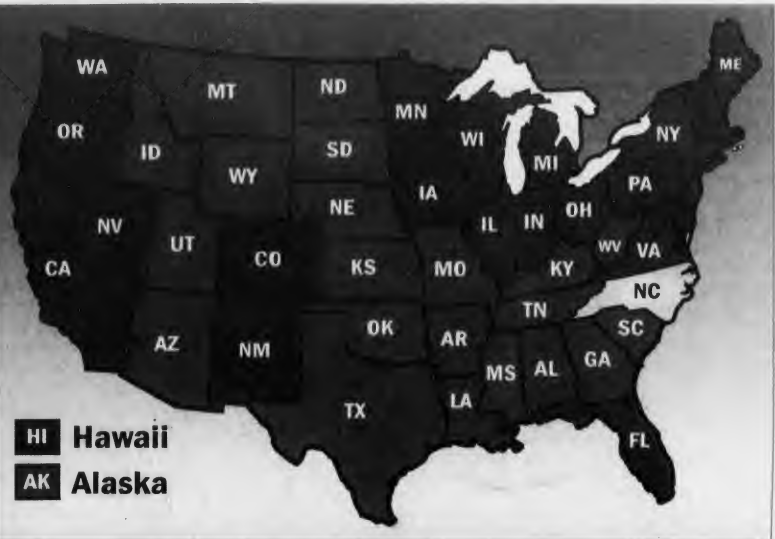 WA
MT
ND
ME
MN
OR
WI
NY
ID
SD
MI
WY
PA
IA
NE
OH
NV
IL
IN
UT
CO
WV
VA
CA
KS
MO
KY
NC
TN
OK
SC
AZ
NM
AR
GA
MS
AL
LA
TX
HI Hawaii
FL
AK Alaska